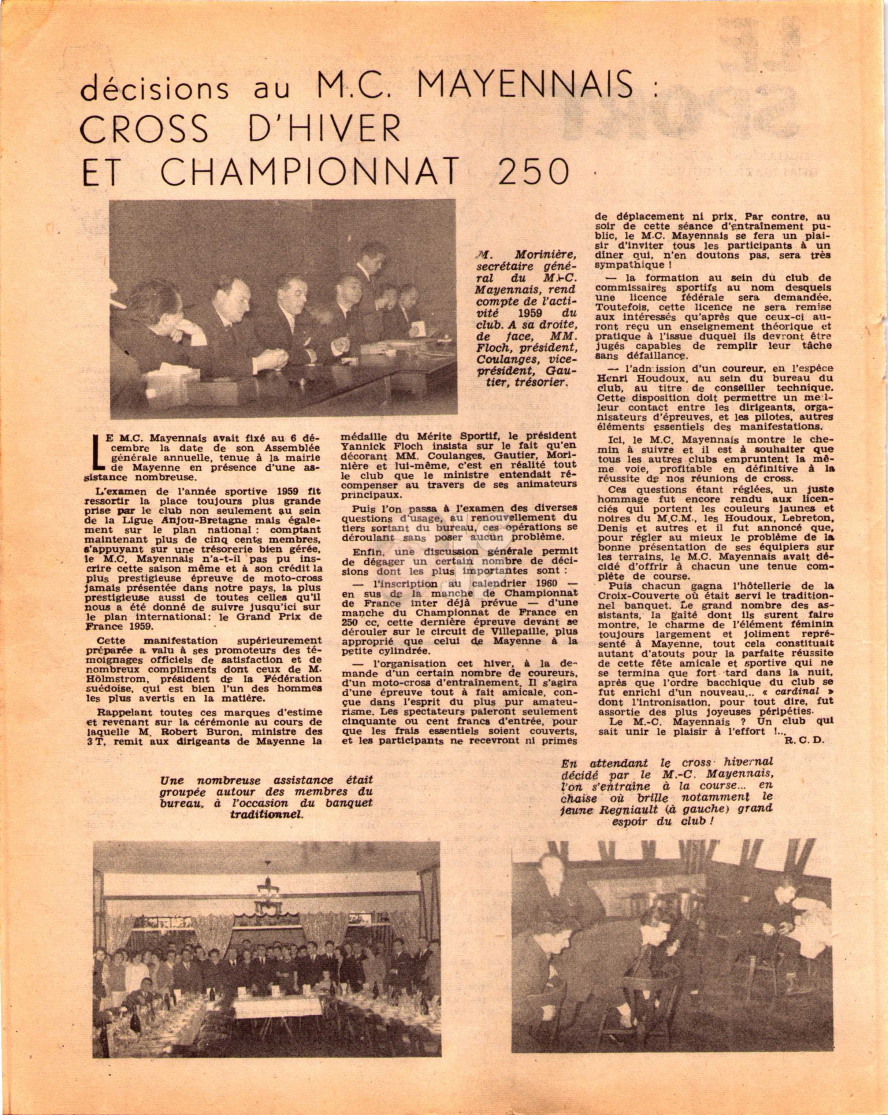 décisions au M.C. MAYENNAIS :
CROSS D'HIVER
ET CHAMPIONNAT 250
M. Morinière,
secrétaire géné-
ral du M.-C.
Mayennais, rend
compte de l'acti-
vité 1959 du
club. A sa droite,
de face, MM.
Floch, président,
Coulanges, vice-
président, Gau-
tier, trésorier.
LE M.C. Mayennais avait fixé au 6 dé-
cembre la date de son Assemblée
générale annuelle, tenue à la mairie
de Mayenne en présence d'une as-
sistance nombreuse.
L'examen de l'année sportive 1959 fit
ressortir la place toujours plus grande
prise par le club non seulement au sein
de la Ligue Anjou-Bretagne mais égale-
ment sur le plan national : comptant
maintenant plus de cinq cents membres,
s'appuyant sur une trésorerie bien gérée,
le M.C. Mayennais n'a-t-il pas pu ins-
crire cette saison même et à son crédit la
plus prestigieuse épreuve de moto-cross
jamais présentée dans notre pays, la plus
prestigieuse aussi de toutes celles qu'il
nous a été donné de suivre jusqu'ici sur
le plan international: le Grand Prix de
France 1959.
Cette manifestation supérieurement
préparée a valu à ses promoteurs des té-
moignages officiels de satisfaction et de
nombreux compliments dont ceux de M.
Hölmstrom, président de la Fédération
suédoise, qui est bien l'un des hommes
les plus avertis en la matière.
Rappelant toutes ces marques d'estime
et revenant sur la cérémonie au cours de
laquelle M. Robert Buron, ministre des
3 T, remit aux dirigeants de Mayenne la
médaille du Mérite Sportif, le président
Yannick Floch insista sur le fait qu'en
décorant MM. Coulanges, Gautier, Mori-
nière et lui-même, c'est en réalité tout
le club que le ministre entendait ré-
compenser au travers de ses animateurs
principaux.
Puis l'on passa à l'examen des diverses
questions d'usage, au renouvellement du
tiers sortant du bureau, ces opérations se
déroulant sans poser aucun problème.
Enfin, une discussion générale permit
de dégager un certain nombre de déci-
sions dont les plus importantes sont :
— l'inscription au calendrier 1960 —
en sus de la manche de Championnat
de France inter déjà prévue — d'une
manche du Championnat de France en
250 cc, cette dernière épreuve devant se
dérouler sur le circuit de Villepaille, plus
approprié que celui de Mayenne à la
petite cylindrée.
— l'organisation cet hiver, à la de-
mande d'un certain nombre de coureurs,
d'un moto-cross d'entraînement. Il s'agira
d'une épreuve tout à fait amicale, con-
çue dans l'esprit du plus pur amateu-
risme. Les spectateurs paieront seulement
cinquante ou cent francs d'entrée, pour
que les frais essentiels soient couverts,
et les participants ne recevront ni primes
de déplacement ni prix. Par contre, au
soir de cette séance d'entraînement pu-
blic, le M.-C. Mayennais se fera un plai-
sir d'inviter tous les participants à un
dîner qui, n'en doutons pas, sera très
sympathique !
— la formation au sein du club de
commissaires sportifs au nom desquels
une licence fédérale sera demandée.
Toutefois, cette licence ne sera remise
aux intéressés qu'après que ceux-ci au-
ront reçu un enseignement théorique et
pratique à l'issue duquel ils devront être
jugés capables de remplir leur tâche
sans défaillance.
— l'admission d'un coureur, en l'espèce
Henri Houdoux, au sein du bureau du
club, au titre de conseiller technique.
Cette disposition doit permettre un meil-
leur contact entre les dirigeants, orga-
nisateurs d'épreuves, et les pilotes, autres
éléments essentiels des manifestations.
Ici, le M.C. Mayennais montre le che-
min à suivre et il est à souhaiter que
tous les autres clubs empruntent la mê-
me voie, profitable en définitive à la
réussite de nos réunions de cross.
Ces questions étant réglées, un juste
hommage fut encore rendu aux licen-
ciés qui portent les couleurs jaunes et
noires du M.C.M., les Houdoux, Lebreton,
Denis et autres et il fut annoncé que,
pour régler au mieux le problème de la
bonne présentation de ses équipiers sur
les terrains, le M.C. Mayennais avait dé-
cidé d'offrir à chacun une tenue com-
plète de course.
Puis chacun gagna l'hôtellerie de la
Croix-Couverte où était servi le tradition-
nel banquet. Le grand nombre des as-
sistants, la gaîté dont ils surent faire
montre, le charme de l'élément féminin
toujours largement et joliment repré-
senté à Mayenne, tout cela constituait
autant d'atouts pour la parfaite réussite
de cette fête amicale et sportive qui ne
se termina que fort tard dans la nuit,
après que l'ordre bacchique du club se
fut enrichi d'un nouveau... « cardinal »
dont l'intronisation, pour tout dire, fut
assortie des plus joyeuses péripéties.
Le M.-C. Mayennais ? Un club qui
sait unir le plaisir à l'effort !...
R. C. D.
Une nombreuse assistance était
groupée autour des membres du
bureau, à l'occasion du banquet
traditionnel.
En attendant le cross hivernal
décidé par le M.-C. Mayennais,
l'on s'entraîne à la course... en
chaise où brille notamment le
jeune Regniault (à gauche) grand
espoir du club !